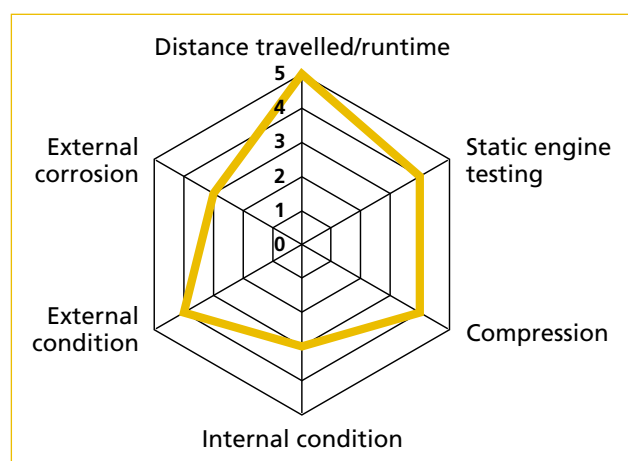 Distance travelled/runtime
5
4
3
2
1
0
External
corrosion
Static engine
testing
External
condition
Compression
Internal condition